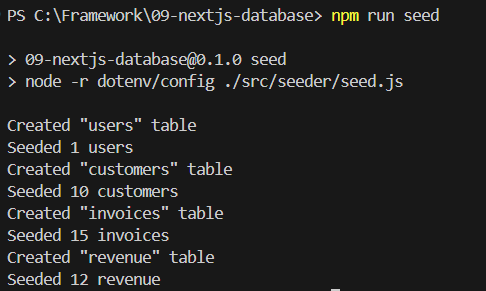 PS C:\Framework\09-nextjs-database> npm run seed
> 09-nextjs-database@0.1.0 seed
> node -r dotenv/config ./src/seeder/seed.js
Created "users" table
Seeded 1 users
Created "customers" table
Seeded 10 customers
Created "invoices" table
Seeded 15 invoices
Created "revenue" table
Seeded 12 revenue